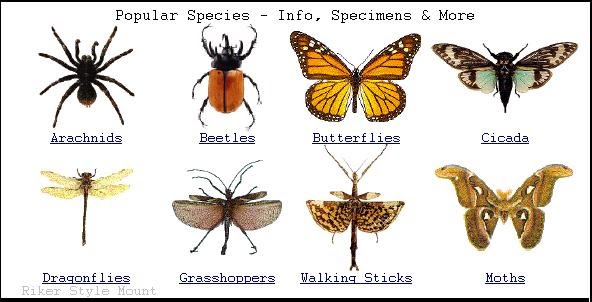 Popular Species - Info, Specimens & More
Arachnids Beetles Butterflies Cicada
Dragonflies Grasshoppers Walking Sticks Moths
Riker Style Mount